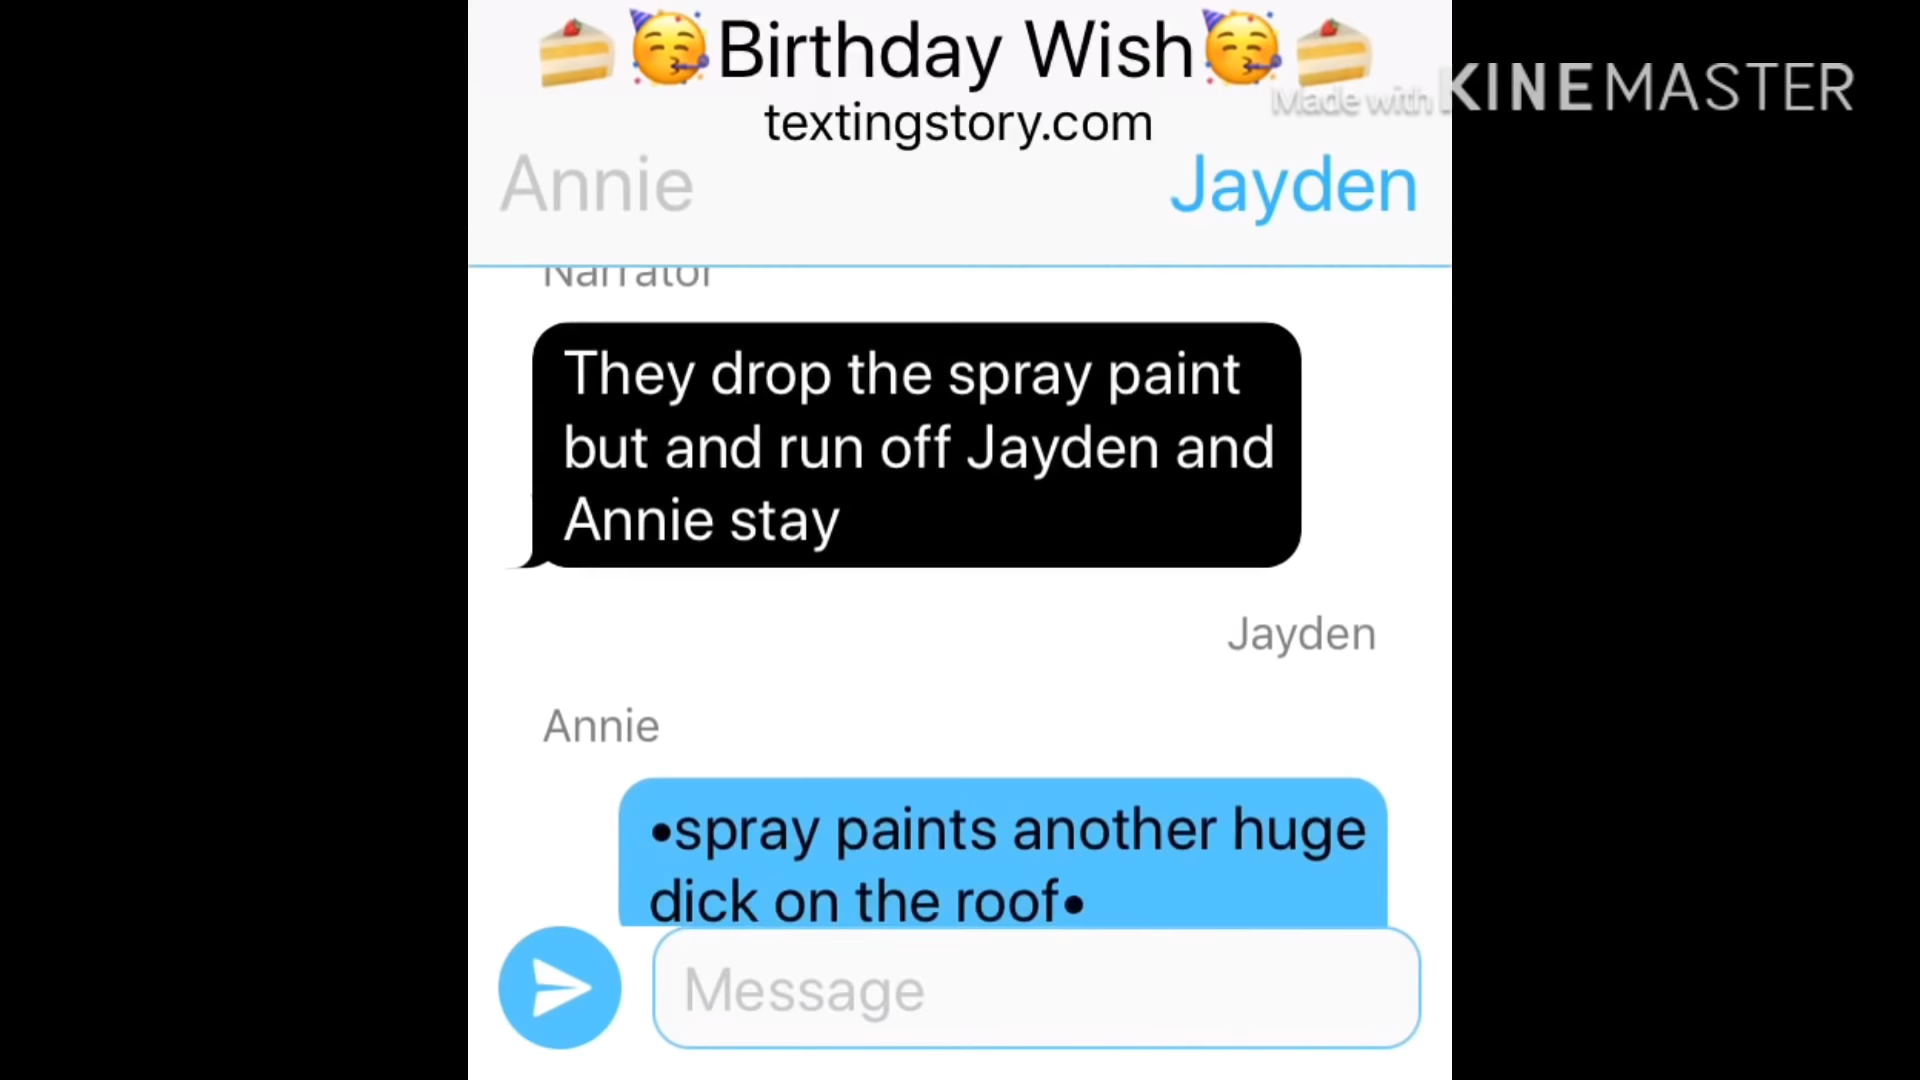 🍰🥳Birthday Wish🥳🍰
Made with KINEMASTER
textingstory.com
Annie
Jayden
Narrator
They drop the spray paint
but and run off Jayden and
Annie stay
Jayden
Annie
•spray paints another huge
dick on the roof•
Message